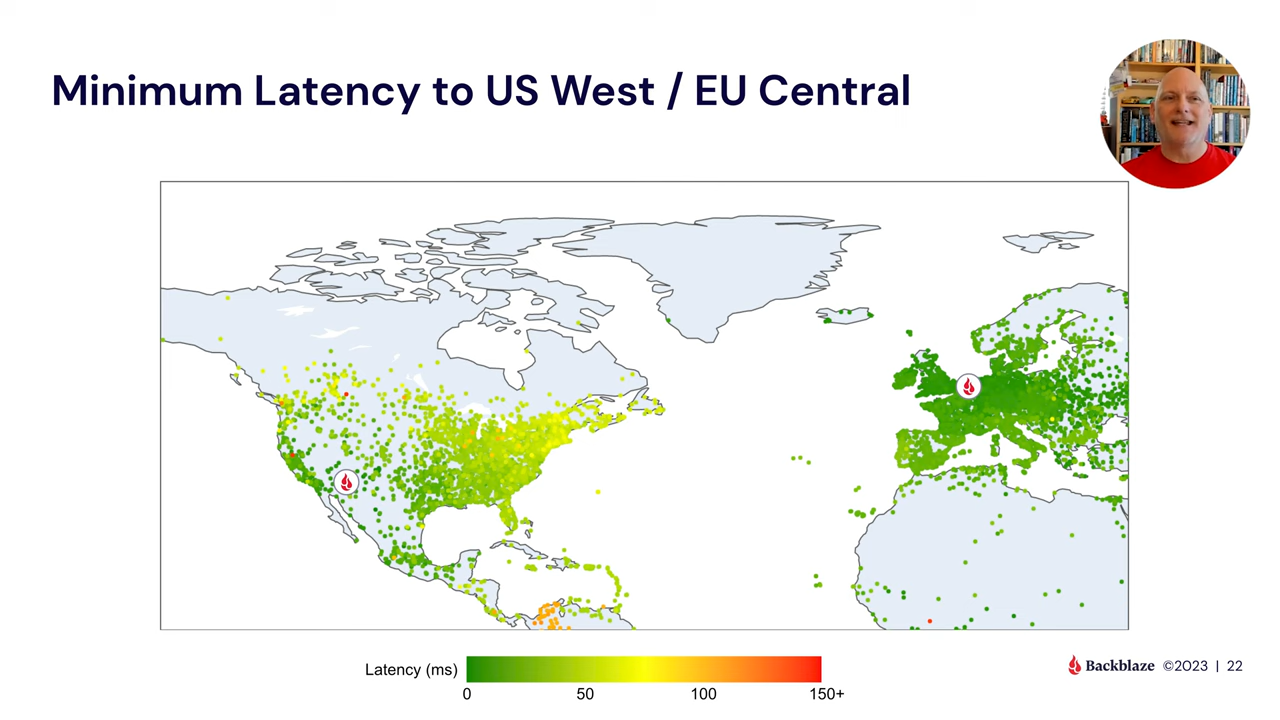 Minimum Latency to US West / EU Central
Latency (ms)
0 50 100 150+
Backblaze ©2023 | 22